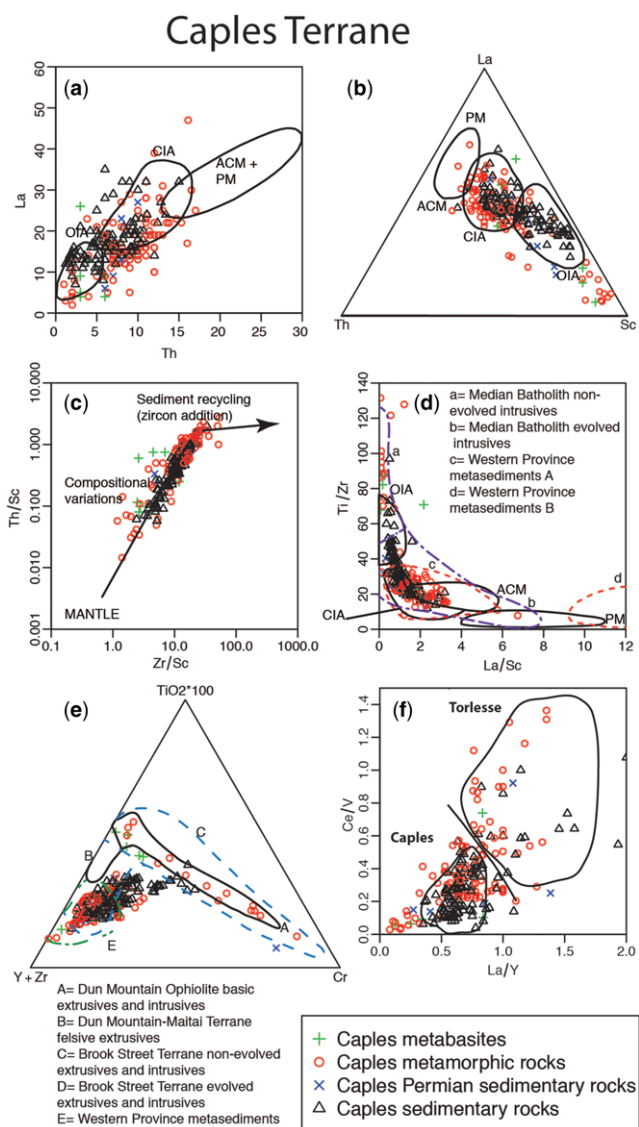 Caples Terrane
(a)
60
50
40
30
20
10
0
La
CIA
ACM +
PM
OIA
0 5 10 15 20 25 30
Th
(b)
La
PM
ACM
CIA
OIA
Th
Sc
(c)
10.000
1.000
0.100
0.010
0.001
Th/Sc
Sediment recycling
(zircon addition)
Compositional
variations
MANTLE
0.1 1.0 10.0 100.0 1000.0
Zr/Sc
(d)
140
120
100
80
60
40
20
0
Ti/Zr
a= Median Batholith non-
evolved intrusives
b= Median Batholith evolved
intrusives
c= Western Province
metasediments A
d= Western Province
metasediments B
a
OIA
c
ACM
d
b
CIA
PM
0 2 4 6 8 10 12
La/Sc
(e)
TiO2*100
C
B
A
E
Y+Zr
Cr
A= Dun Mountain Ophiolite basic
extrusives and intrusives
B= Dun Mountain-Maitai Terrane
felsive extrusives
C= Brook Street Terrane non-evolved
extrusives and intrusives
D= Brook Street Terrane evolved
extrusives and intrusives
E= Western Province metasediments
(f)
1.4
1.2
1.0
0.8
0.6
0.4
0.2
0.0
Ce/V
Torlesse
Caples
0.0 0.5 1.0 1.5 2.0
La/Y
Caples metabasites
Caples metamorphic rocks
Caples Permian sedimentary rocks
Caples sedimentary rocks